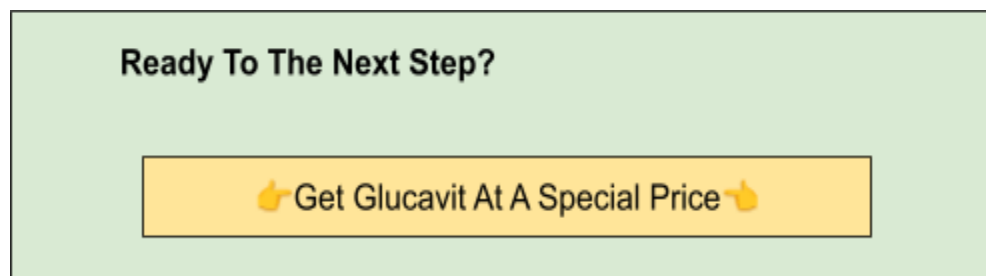 Ready To The Next Step?
👉Get Glucavit At A Special Price👈